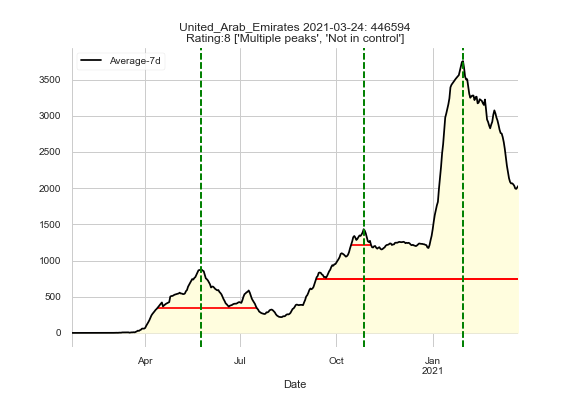 United_Arab_Emirates 2021-03-24: 446594
Rating:8 ['Multiple peaks', 'Not in control']
Average-7d
3500
3000
2500
2000
1500
1000
500
0
Apr Jul Oct Jan
2021
Date